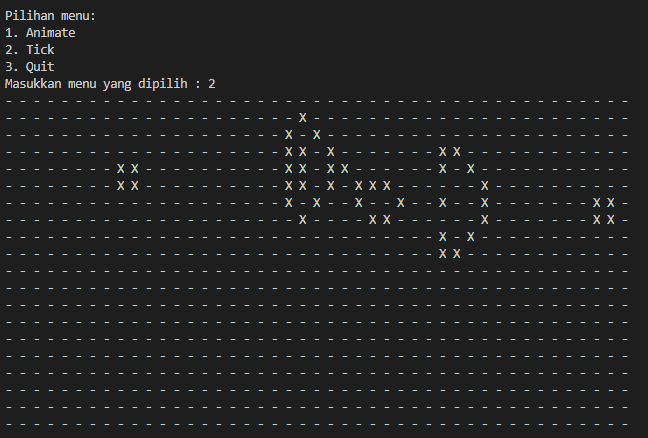 Pilihan menu:
1. Animate
2. Tick
3. Quit
Masukkan menu yang dipilih : 2
- - - - - - - - - - - - - - - - - - - - - - - - - - - - - - - - - - - - - - - - - - - - -
- - - - - - - - - - - - - - - - - - - - - X - - - - - - - - - - - - - - - - - - - - - - -
- - - - - - - - - - - - - - - - - - - - X - X - - - - - - - - - - - - - - - - - - - - - -
- - - - - - - - - - - - - - - - - - - - X X - X - - - - - - - X X - - - - - - - - - - - -
- - - - - - - - X X - - - - - - - - - - X X - X X - - - - - - X - X - - - - - - - - - - -
- - - - - - - - X X - - - - - - - - - - X X - X - X X X - - - - - - X - - - - - - - - - -
- - - - - - - - - - - - - - - - - - - - X - X - - X - - X - - X - - X - - - - - - - X X -
- - - - - - - - - - - - - - - - - - - - - X - - - - X X - - - - - - X - - - - - - - X X -
- - - - - - - - - - - - - - - - - - - - - - - - - - - - - - - X - X - - - - - - - - - - -
- - - - - - - - - - - - - - - - - - - - - - - - - - - - - - - X X - - - - - - - - - - - -
- - - - - - - - - - - - - - - - - - - - - - - - - - - - - - - - - - - - - - - - - - - - -
- - - - - - - - - - - - - - - - - - - - - - - - - - - - - - - - - - - - - - - - - - - - -
- - - - - - - - - - - - - - - - - - - - - - - - - - - - - - - - - - - - - - - - - - - - -
- - - - - - - - - - - - - - - - - - - - - - - - - - - - - - - - - - - - - - - - - - - - -
- - - - - - - - - - - - - - - - - - - - - - - - - - - - - - - - - - - - - - - - - - - - -
- - - - - - - - - - - - - - - - - - - - - - - - - - - - - - - - - - - - - - - - - - - - -
- - - - - - - - - - - - - - - - - - - - - - - - - - - - - - - - - - - - - - - - - - - - -
- - - - - - - - - - - - - - - - - - - - - - - - - - - - - - - - - - - - - - - - - - - - -
- - - - - - - - - - - - - - - - - - - - - - - - - - - - - - - - - - - - - - - - - - - - -
- - - - - - - - - - - - - - - - - - - - - - - - - - - - - - - - - - - - - - - - - - - - -